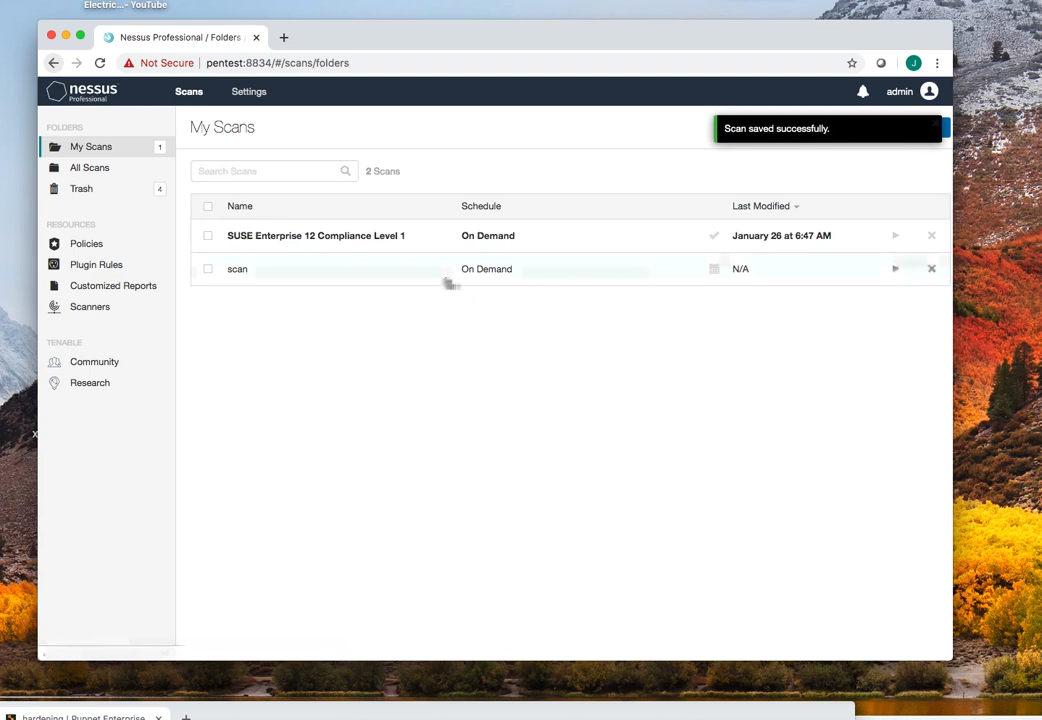 Electric...- YouTube
Nessus Professional / Folders
Not Secure | pentest:8834/#/scans/folders
J
nessus
Professional
Scans Settings
admin
FOLDERS
My Scans 1
All Scans
Trash 4
RESOURCES
Policies
Plugin Rules
Customized Reports
Scanners
TENABLE
Community
Research
My Scans
Scan saved successfully.
Search Scans 2 Scans
Name Schedule Last Modified
SUSE Enterprise 12 Compliance Level 1 On Demand January 26 at 6:47 AM
scan On Demand N/A
hardening | Puppet Enterprise